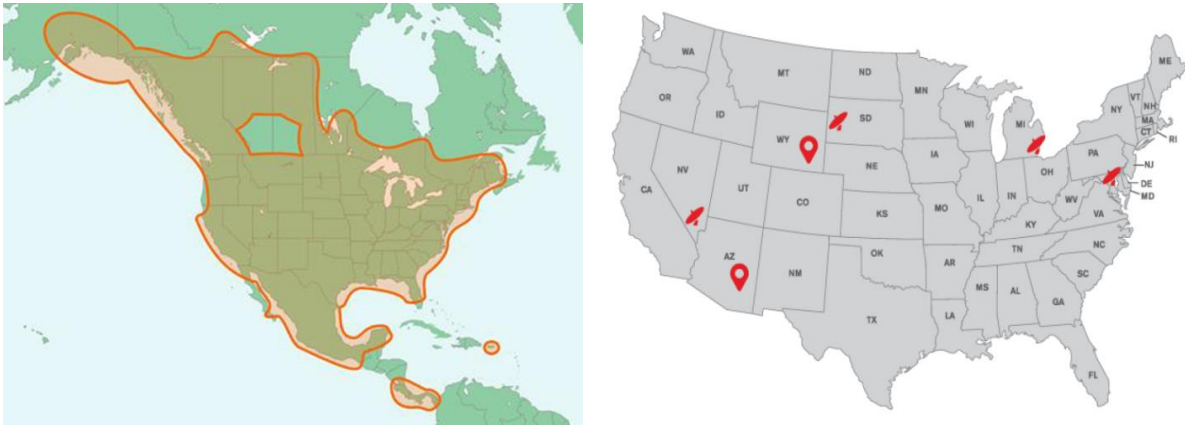 WA
MT
ND
MN
OR
ID
WY
SD
WI
MI
NY
VT
ME
NH
MA
CT
RI
NV
UT
CO
NE
IA
IL
IN
OH
PA
NJ
DE
MD
WV
VA
CA
KS
MO
KY
AZ
NM
OK
AR
TN
NC
SC
TX
LA
MS
AL
GA
FL